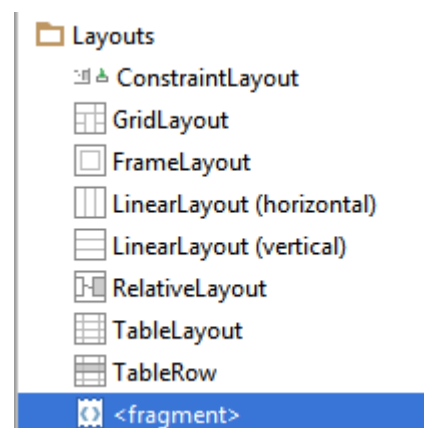 Layouts
ConstraintLayout
GridLayout
FrameLayout
LinearLayout (horizontal)
LinearLayout (vertical)
RelativeLayout
TableLayout
TableRow
<fragment>